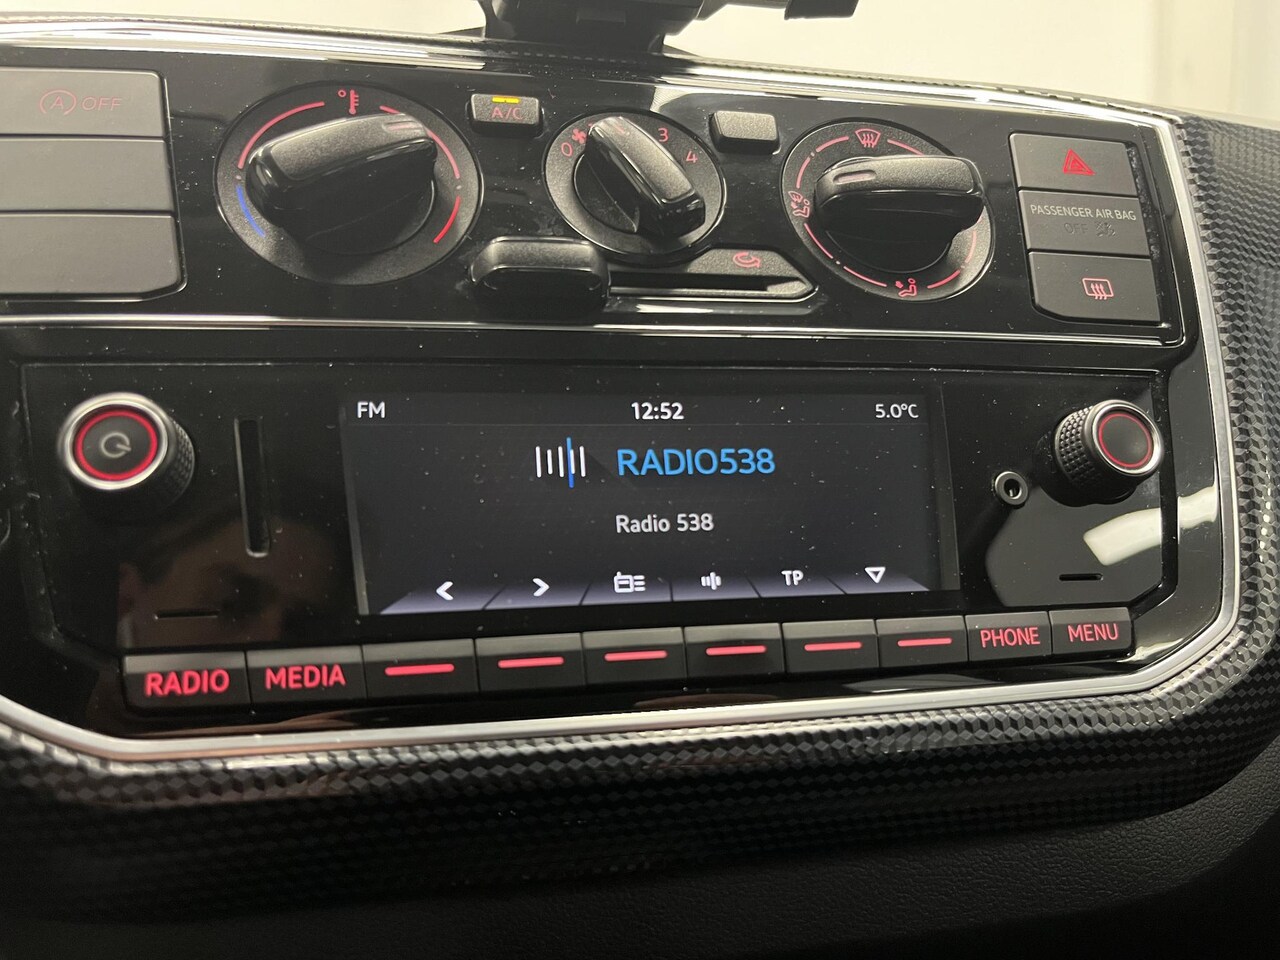 A OFF
A/C
0
3
4
PASSENGER AIR BAG
OFF
FM
12:52
5.0°C
RADIO538
Radio 538
TP
RADIO
MEDIA
PHONE
MENU